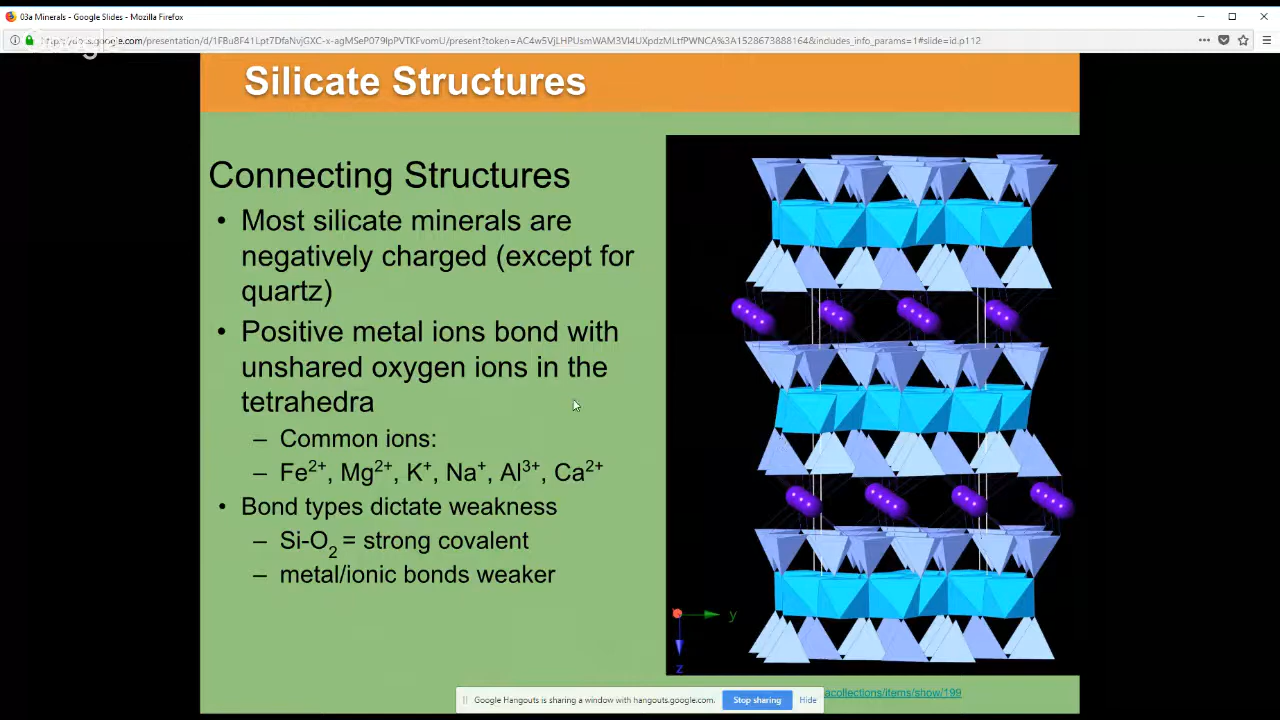 03a Minerals - Google Slides - Mozilla Firefox
Silicate Structures
Connecting Structures
• Most silicate minerals are
negatively charged (except for
quartz)
• Positive metal ions bond with
unshared oxygen ions in the
tetrahedra
– Common ions:
– Fe2+, Mg2+, K+, Na+, Al3+, Ca2+
• Bond types dictate weakness
– Si-O2 = strong covalent
– metal/ionic bonds weaker
y
z
acollections/items/show/199
Google Hangouts is sharing a window with hangouts.google.com.
Stop sharing
Hide